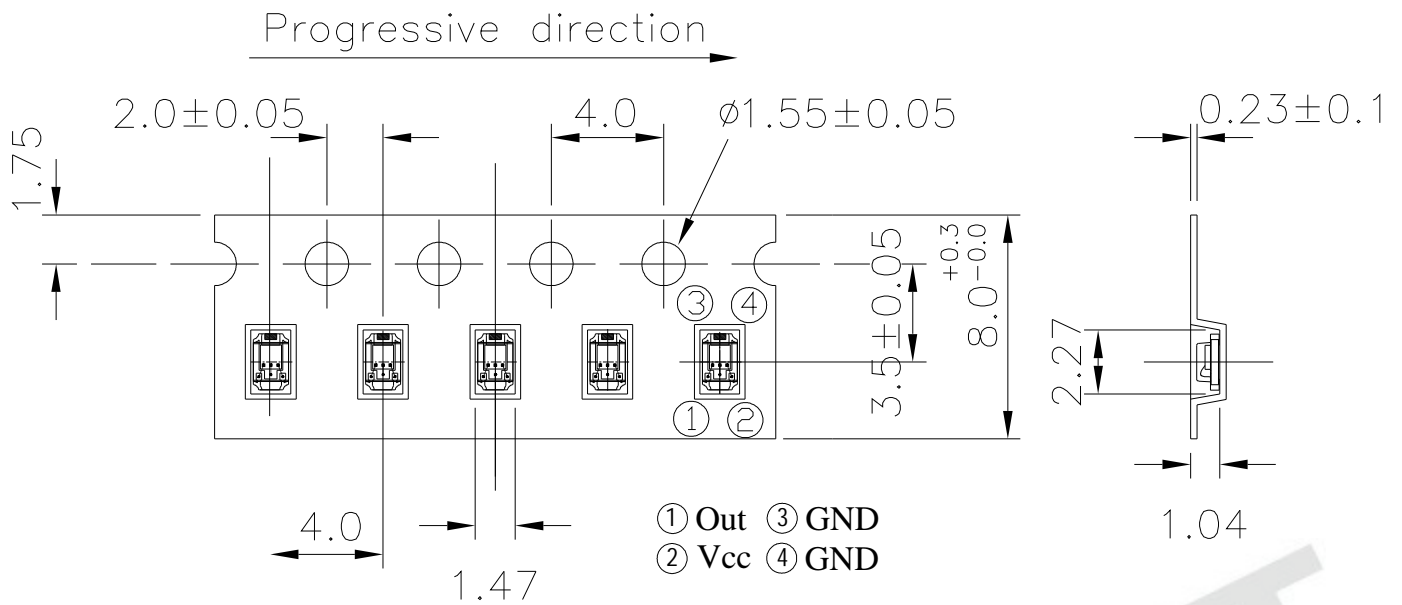 Progressive direction
2.0±0.05
4.0
ø1.55±0.05
0.23±0.1
1.75
3.5±0.05
8.0 +0.3 -0.0
2.27
③ ④
① ②
4.0
1.47
1.04
① Out ③ GND
② Vcc ④ GND